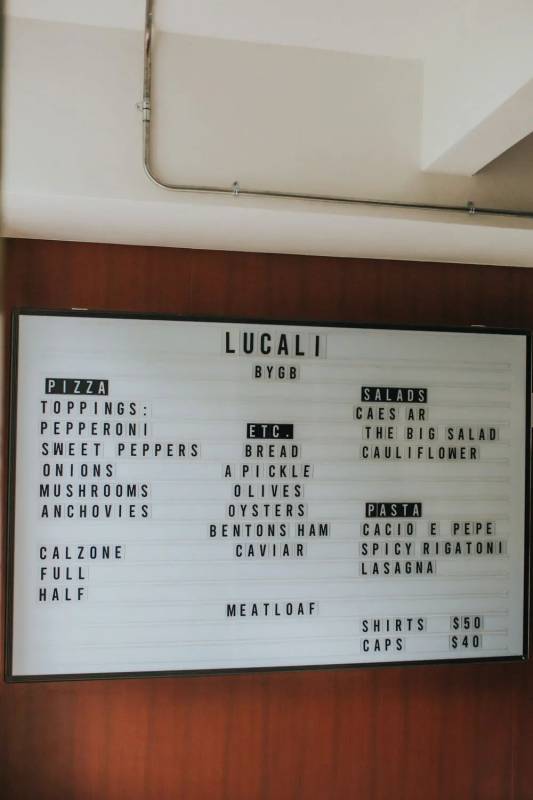 LUCALI
BYGB
PIZZA
TOPPINGS:
PEPPERONI
SWEET PEPPERS
ONIONS
MUSHROOMS
ANCHOVIES
CALZONE
FULL
HALF
ETC.
BREAD
A PICKLE
OLIVES
OYSTERS
BENTONS HAM
CAVIAR
MEATLOAF
SALADS
CAES AR
THE BIG SALAD
CAULIFLOWER
PASTA
CACIO E PEPE
SPICY RIGATONI
LASAGNA
SHIRTS $50
CAPS $40